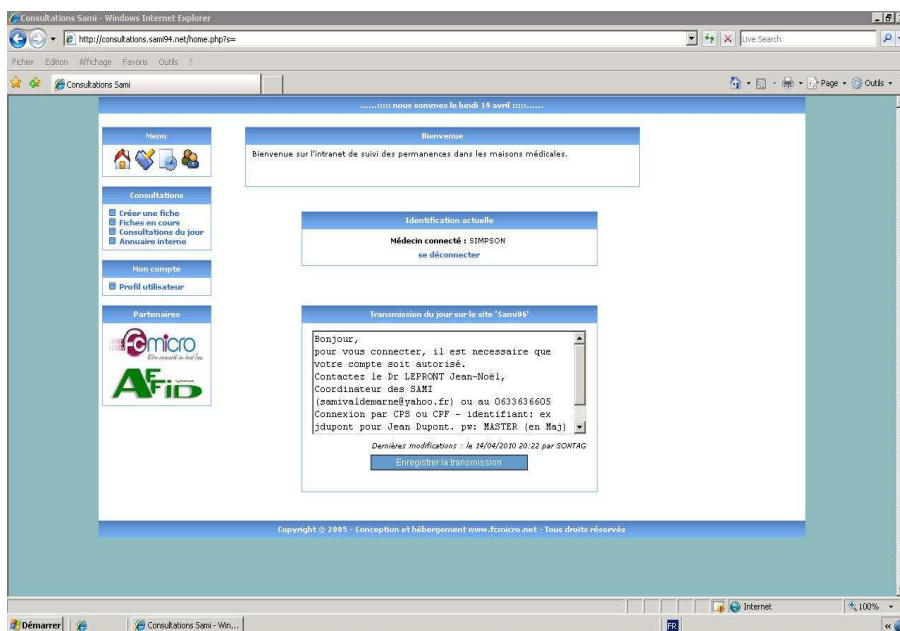 Consultations Sami - Windows Internet Explorer
http://consultations.sami94.net/home.php?s=
Live Search
Fichier Edition Affichage Favoris Outils ?
Consultations Sami
Page
Outils
......::::: nous sommes le lundi 19 avril :::::......
Menu
Bienvenue
Bienvenue sur l'intranet de suivi des permanences dans les maisons médicales.
Consultations
Créer une fiche
Fiches en cours
Consultations du jour
Annuaire interne
Identification actuelle
Médecin connecté : SIMPSON
se déconnecter
Mon compte
Profil utilisateur
Partenaires
Fcmicro
AFFiD
Transmission du jour sur le site 'Sami06'
Bonjour,
pour vous connecter, il est necessaire que
votre compte soit autorisé.
Contactez le Dr LEPRONT Jean-Noël,
Coordinateur des SAMI
(samivaldemarne@yahoo.fr) ou au 0633636605
Connexion par CPS ou CPF - identifiant: ex
jdupont pour Jean Dupont. pw: MASTER (en Maj)
Dernières modifications : le 14/04/2010 20:22 par SONTAG
Enregistrer la transmission
Copyright © 2005 - Conception et hébergement www.fcmicro.net - Tous droits réservés
Internet
100%
Démarrer
Consultations Sami - Win...
FR